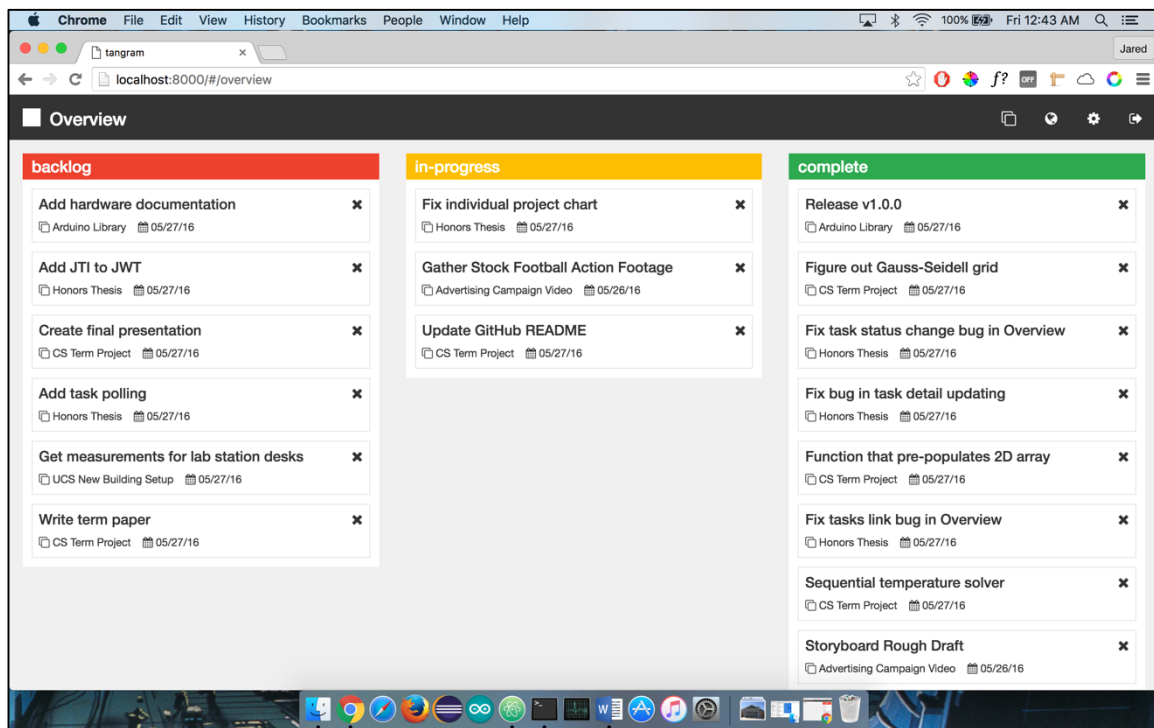 Chrome File Edit View History Bookmarks People Window Help 100% Fri 12:43 AM
tangram Jared
localhost:8000/#/overview f? OFF
Overview
backlog
Add hardware documentation
Arduino Library 05/27/16
Add JTI to JWT
Honors Thesis 05/27/16
Create final presentation
CS Term Project 05/27/16
Add task polling
Honors Thesis 05/27/16
Get measurements for lab station desks
UCS New Building Setup 05/27/16
Write term paper
CS Term Project 05/27/16
in-progress
Fix individual project chart
Honors Thesis 05/27/16
Gather Stock Football Action Footage
Advertising Campaign Video 05/26/16
Update GitHub README
CS Term Project 05/27/16
complete
Release v1.0.0
Arduino Library 05/27/16
Figure out Gauss-Seidell grid
CS Term Project 05/27/16
Fix task status change bug in Overview
Honors Thesis 05/27/16
Fix bug in task detail updating
Honors Thesis 05/27/16
Function that pre-populates 2D array
CS Term Project 05/27/16
Fix tasks link bug in Overview
Honors Thesis 05/27/16
Sequential temperature solver
CS Term Project 05/27/16
Storyboard Rough Draft
Advertising Campaign Video 05/26/16